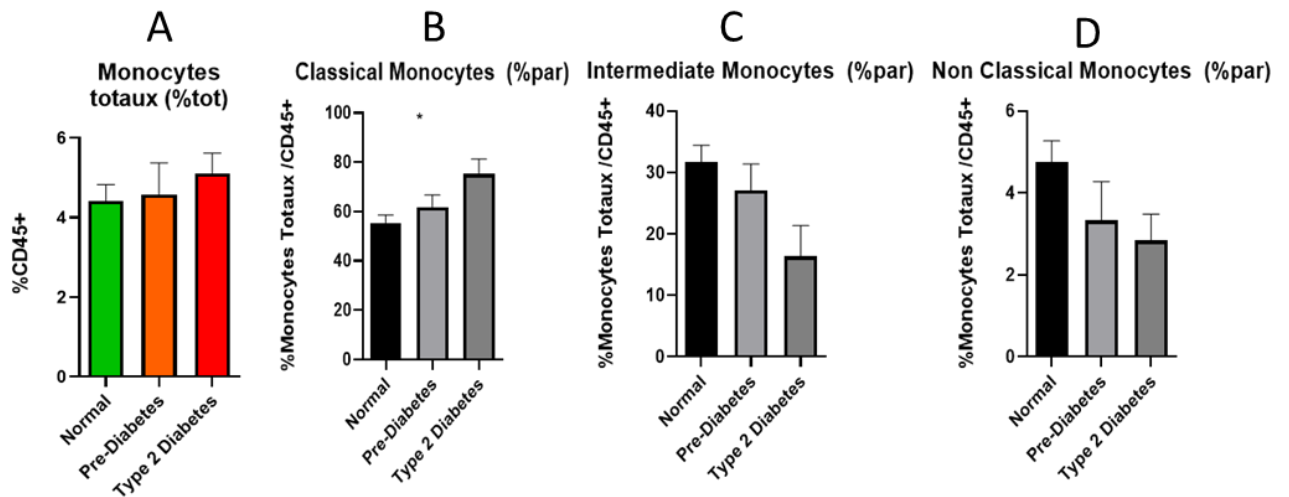 A
Monocytes
totaux (%tot)
%CD45+
6
4
2
0
Normal
Pre-Diabetes
Type 2 Diabetes
B
Classical Monocytes (%par)
%Monocytes Totaux /CD45+
100
80
60
40
20
0
*
Normal
Pre-Diabetes
Type 2 Diabetes
C
Intermediate Monocytes (%par)
%Monocytes Totaux /CD45+
40
30
20
10
0
Normal
Pre-Diabetes
Type 2 Diabetes
D
Non Classical Monocytes (%par)
%Monocytes Totaux /CD45+
6
4
2
0
Normal
Pre-Diabetes
Type 2 Diabetes